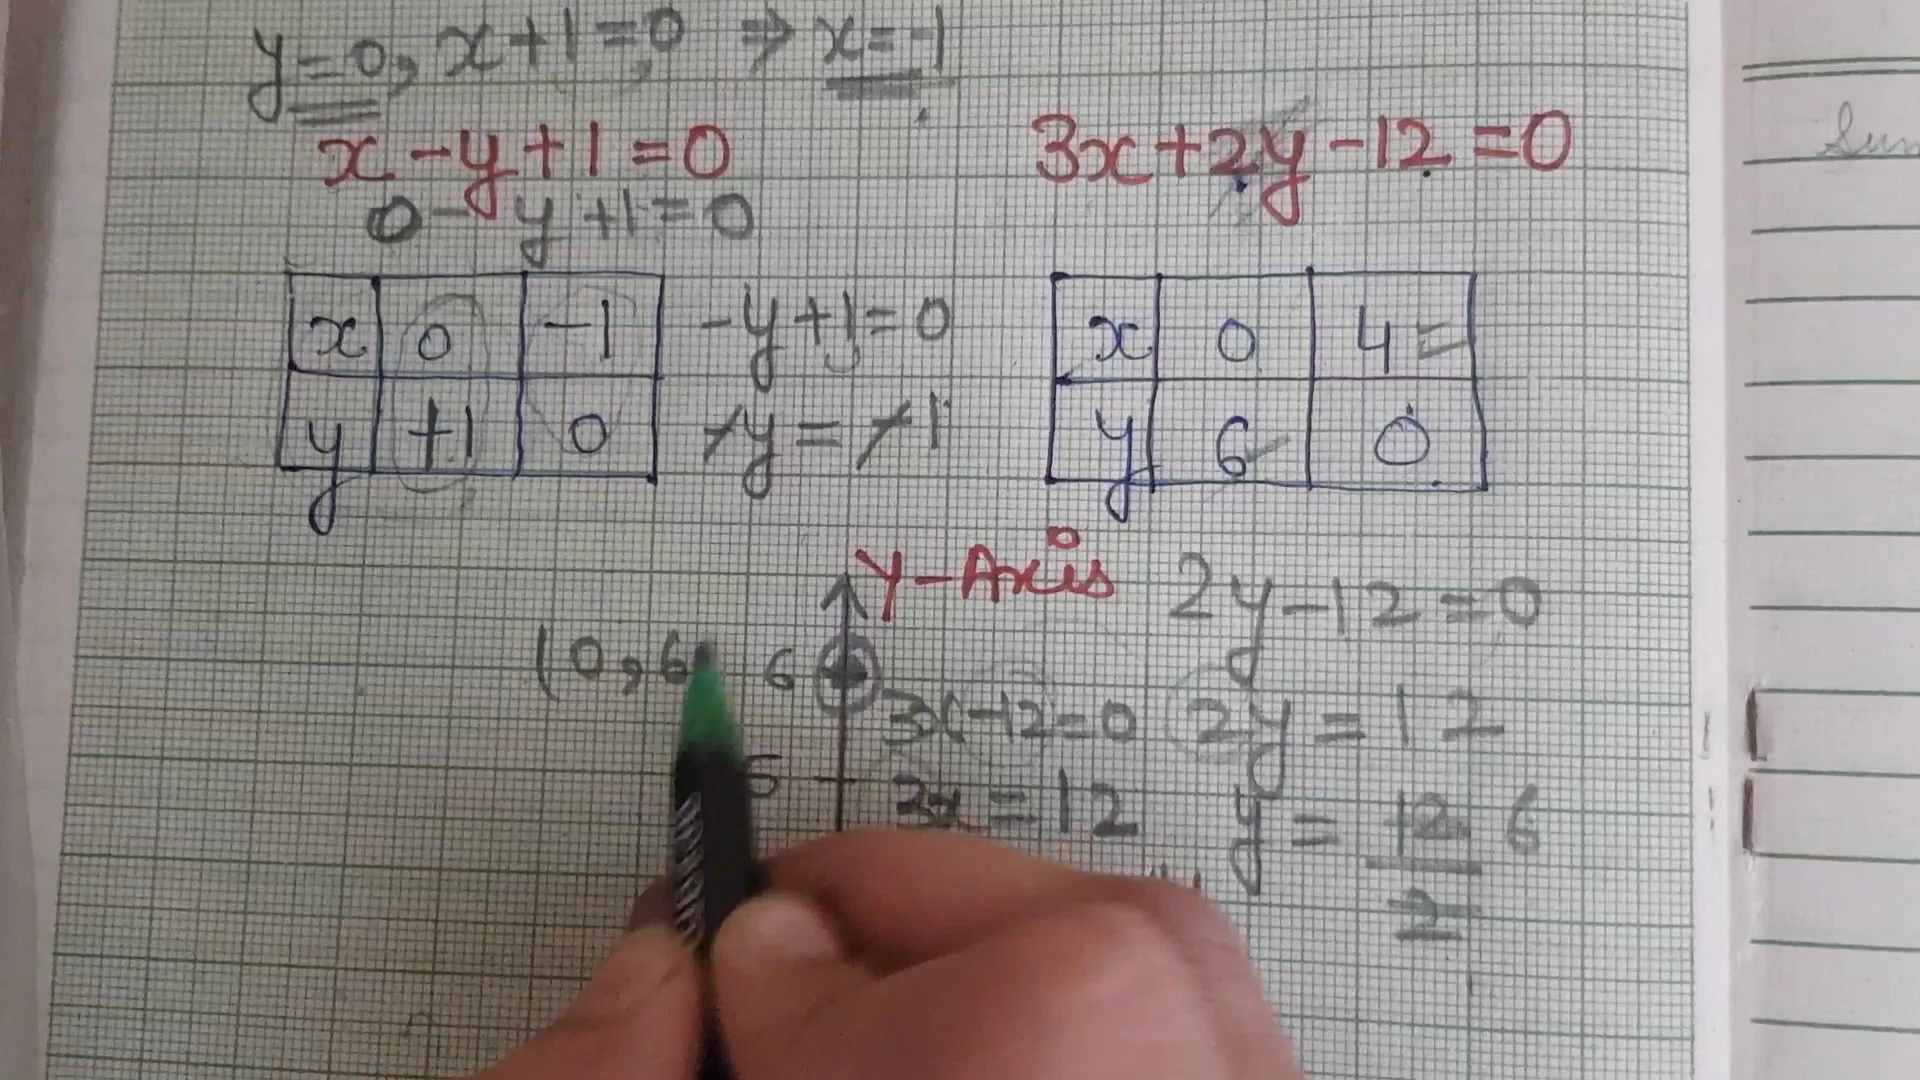 y=0, x+1=0 ⇒ x=-1
x-y+1=0
0-y+1=0
x 0 -1
y +1 0
-y+1=0
-y=-1
3x+2y-12=0
x 0 4
y 6 0
Y-Axis
2y-12=0
(0,6 6
3x-12=0 2y=12
5
3x=12
y=12 6
2